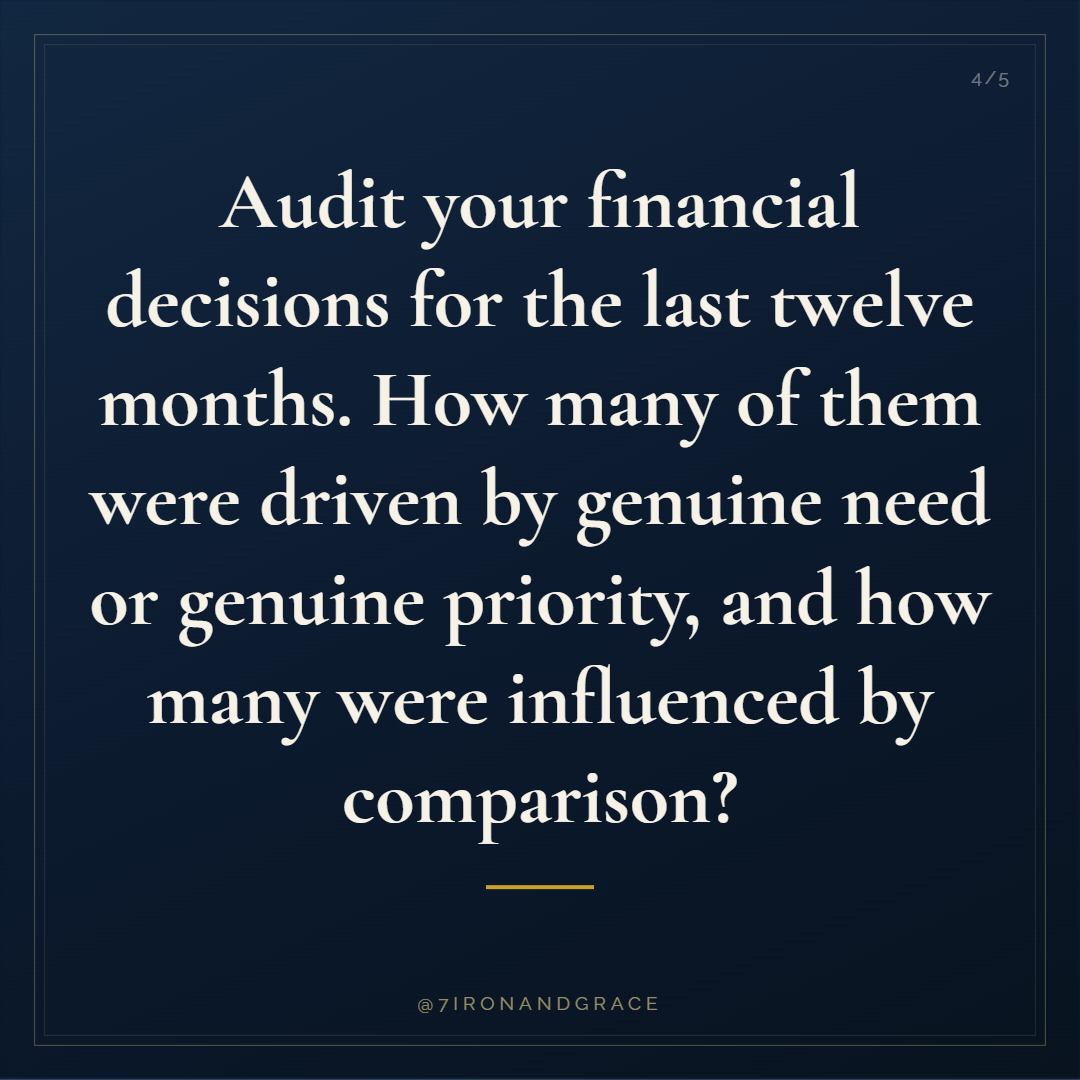 4/5
Audit your financial
decisions for the last twelve
months. How many of them
were driven by genuine need
or genuine priority, and how
many were influenced by
comparison?
@7IRONANDGRACE